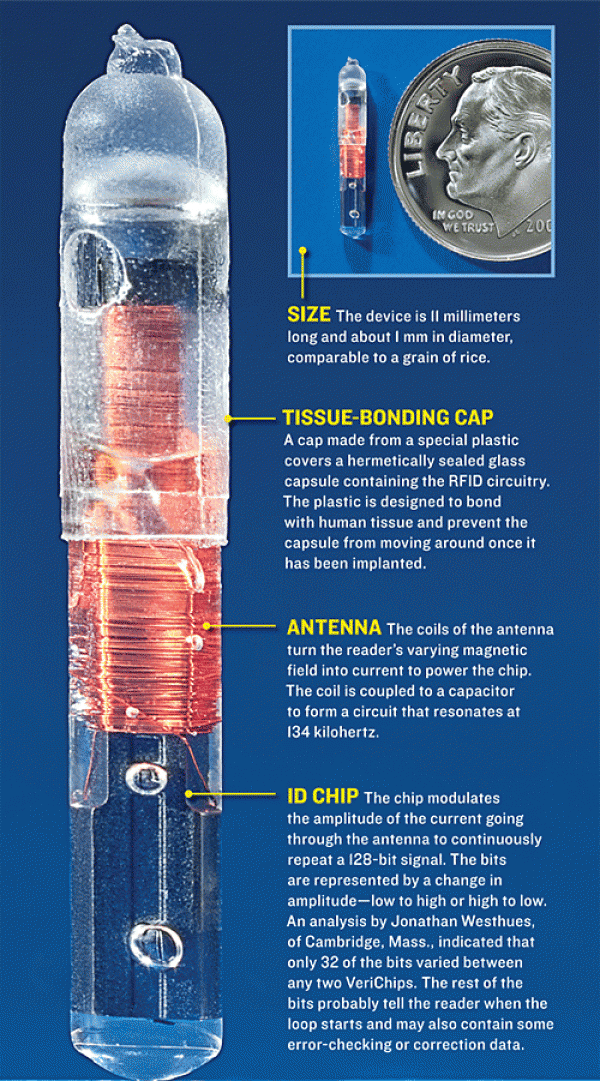 LIBERTY
IN GOD
WE TRUST
200
SIZE The device is 11 millimeters
long and about 1 mm in diameter,
comparable to a grain of rice.
TISSUE-BONDING CAP
A cap made from a special plastic
covers a hermetically sealed glass
capsule containing the RFID circuitry.
The plastic is designed to bond
with human tissue and prevent the
capsule from moving around once it
has been implanted.
ANTENNA The coils of the antenna
turn the reader's varying magnetic
field into current to power the chip.
The coil is coupled to a capacitor
to form a circuit that resonates at
134 kilohertz.
ID CHIP The chip modulates
the amplitude of the current going
through the antenna to continuously
repeat a 128-bit signal. The bits
are represented by a change in
amplitude—low to high or high to low.
An analysis by Jonathan Westhues,
of Cambridge, Mass., indicated that
only 32 of the bits varied between
any two VeriChips. The rest of the
bits probably tell the reader when the
loop starts and may also contain some
error-checking or correction data.